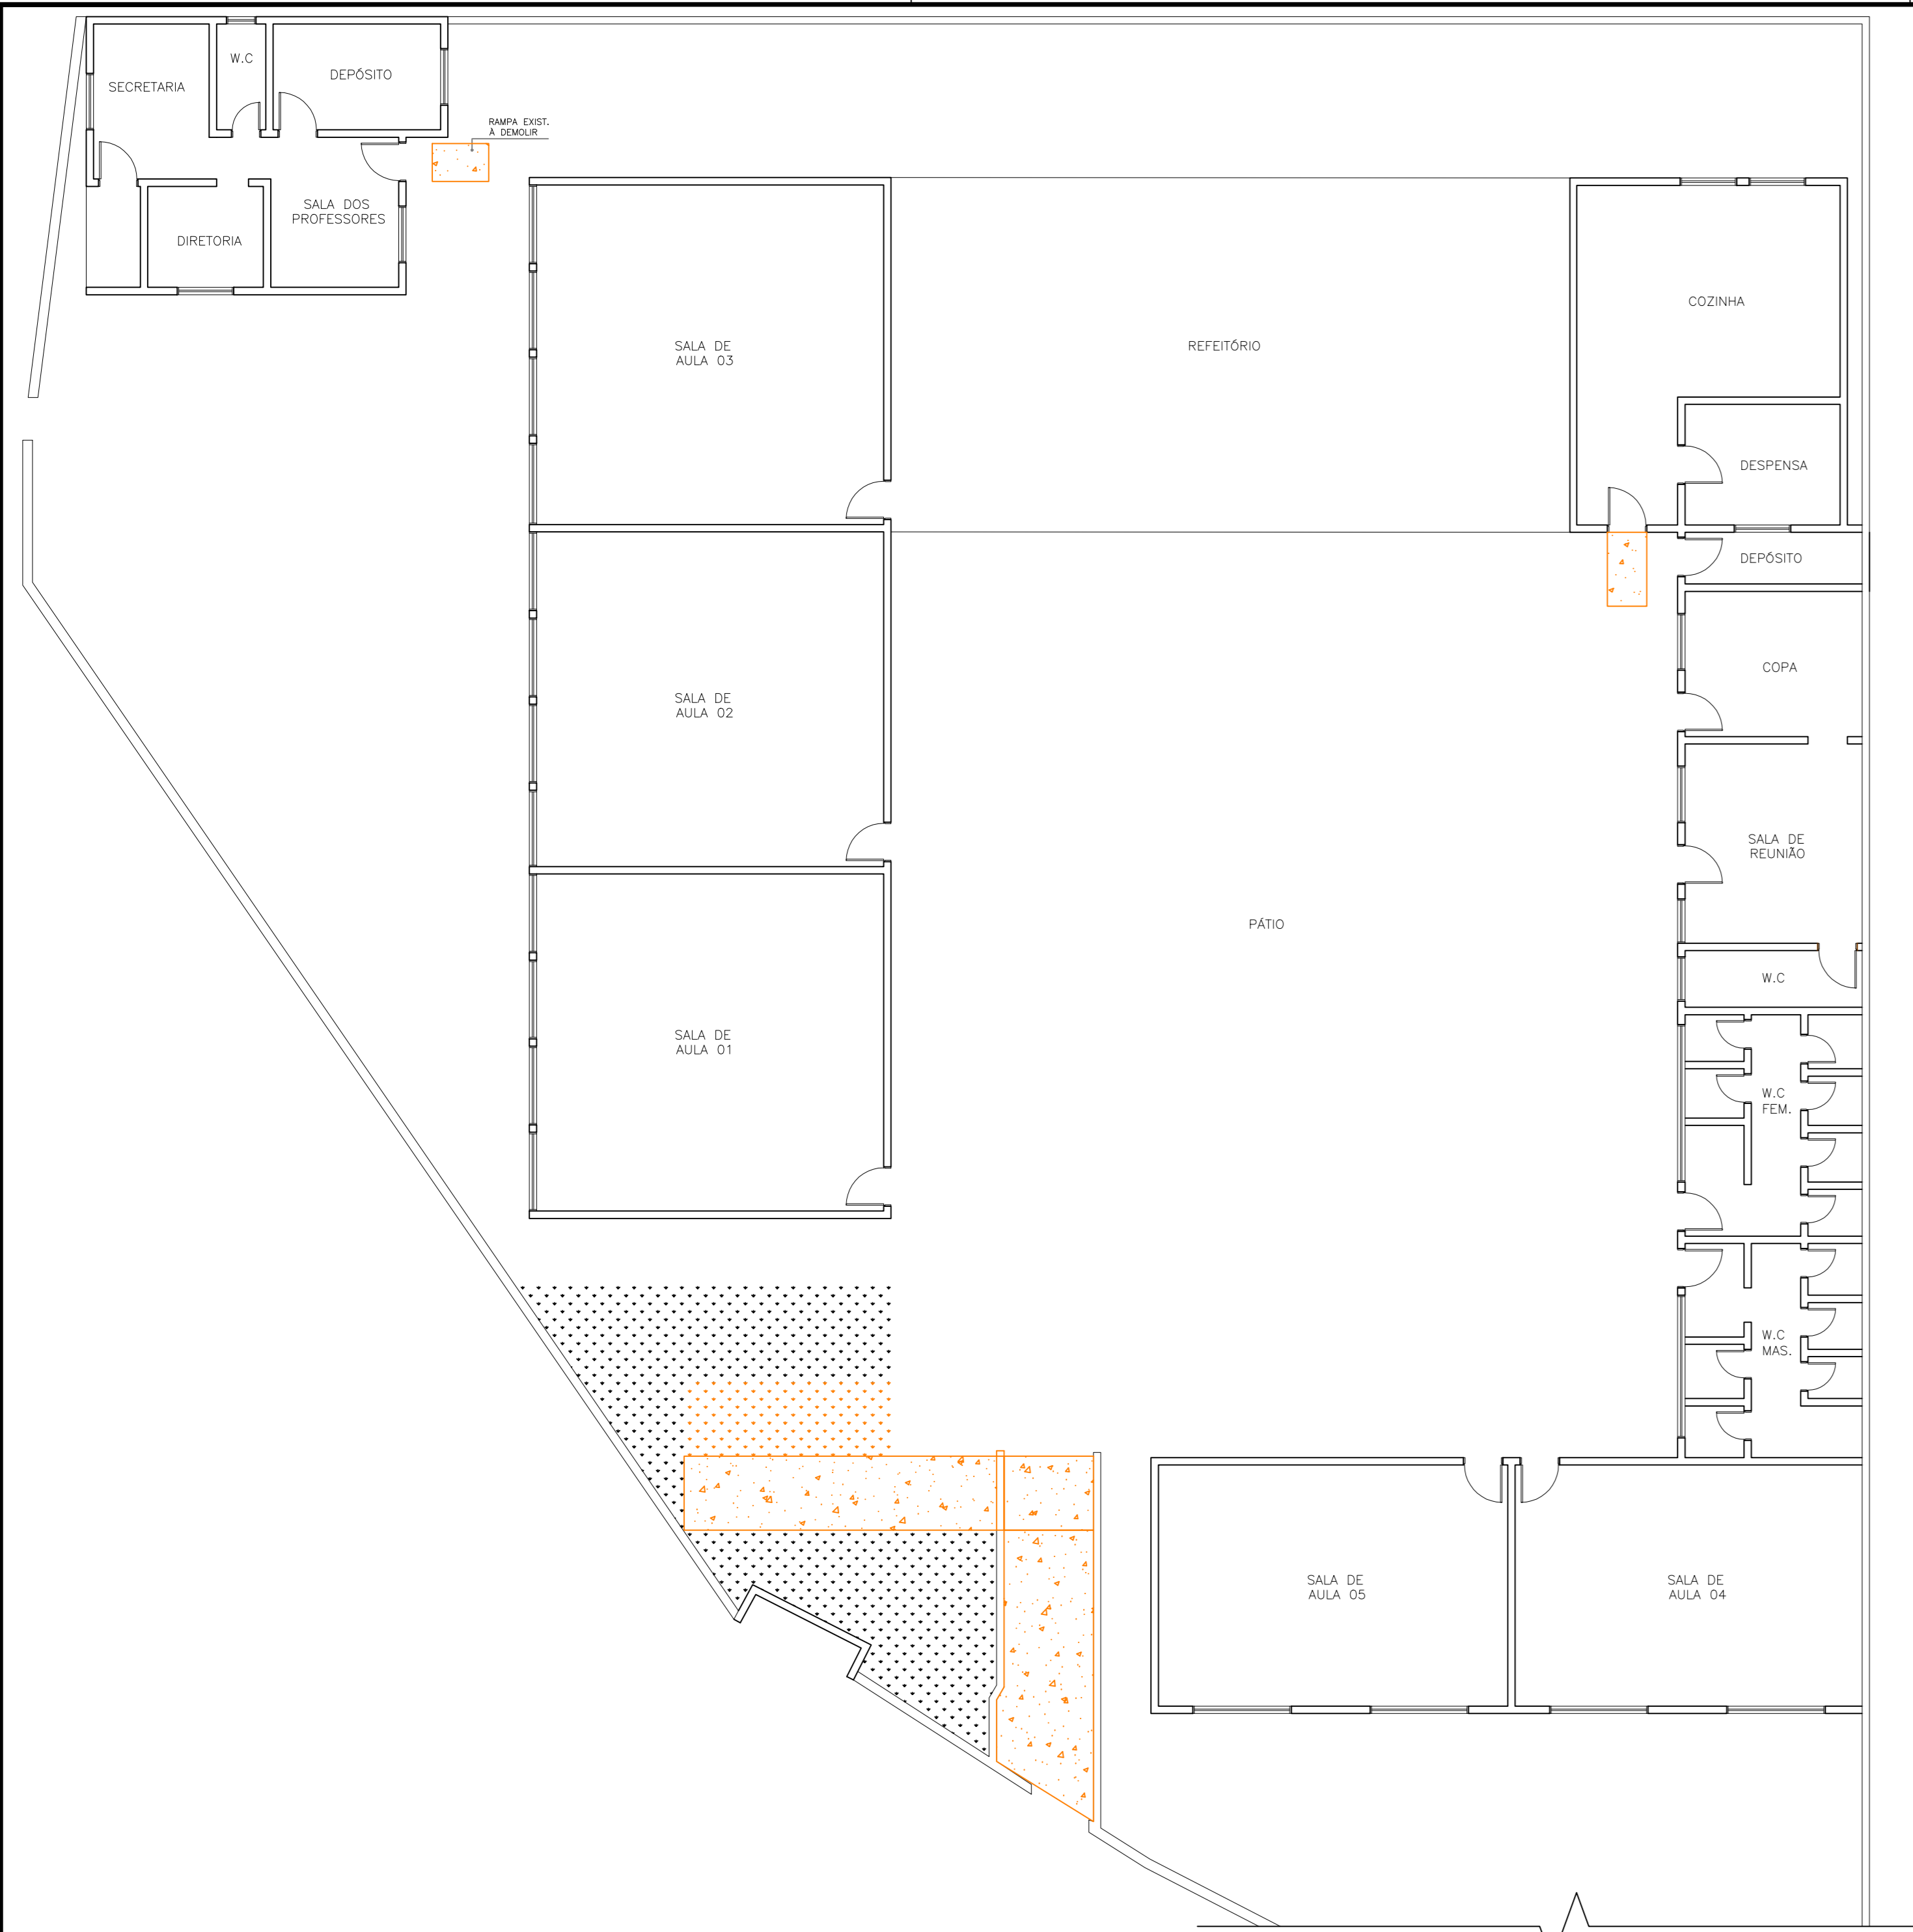 W.C
DEPÓSITO
SECRETARIA
RAMPA EXIST.
À DEMOLIR
SALA DOS
PROFESSORES
DIRETORIA
COZINHA
SALA DE
AULA 03
REFEITÓRIO
DESPENSA
DEPÓSITO
COPA
SALA DE
AULA 02
SALA DE
REUNIÃO
PÁTIO
W.C
SALA DE
AULA 01
W.C
FEM.
W.C
MAS.
SALA DE
AULA 05
SALA DE
AULA 04